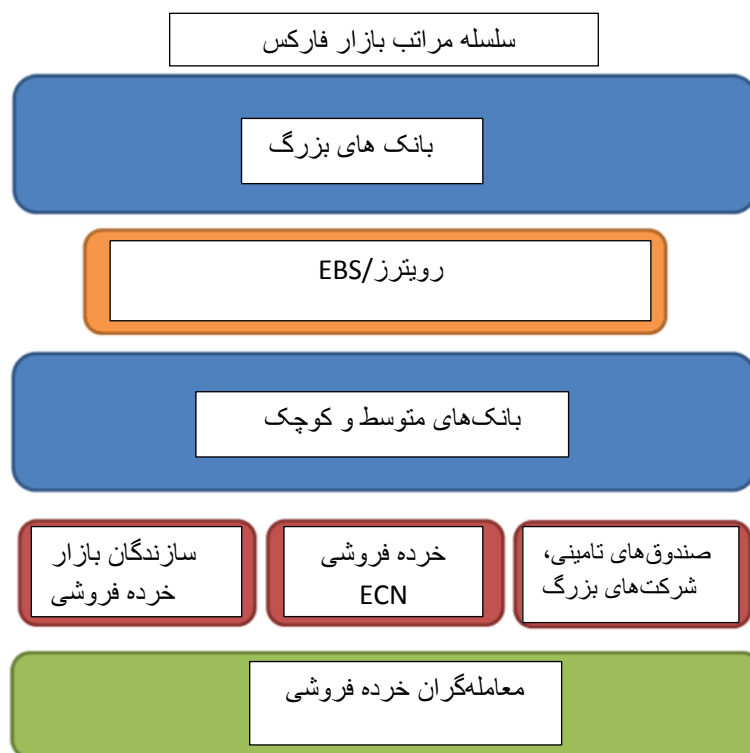 سلسله مراتب بازار فارکس
بانک های بزرگ
رویترز/EBS
بانک‌های متوسط و کوچک
صندوق‌های تامینی،
شرکت‌های بزرگ
خرده فروشی
ECN
سازندگان بازار
خرده فروشی
معامله‌گران خرده فروشی